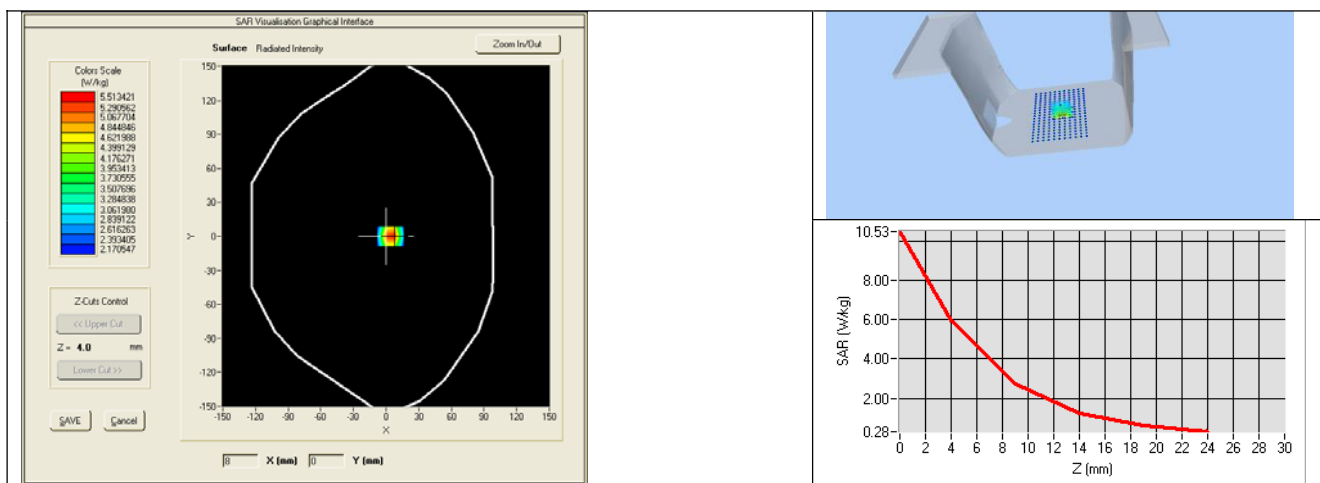 SAR Visualisation Graphical Interface
Surface Radiated Intensity
Zoom In/Out
Colors Scale
(W/kg)
5.513421
5.290562
5.067704
4.844846
4.621988
4.399129
4.176271
3.953413
3.730555
3.507696
3.284838
3.061980
2.839122
2.616263
2.393405
2.170547
Z-Cuts Control
<< Upper Cut
Z = 4.0 mm
Lower Cut >>
SAVE Cancel
150
120
90
60
30
0
-30
-60
-90
-120
-150
Y
-150 -120 -90 -60 -30 0 30 60 90 120 150
X
8 X (mm) 0 Y (mm)
10.53
8.00
6.00
4.00
2.00
0.28
SAR (W/kg)
0 2 4 6 8 10 12 14 16 18 20 22 24 26 28 30
Z (mm)